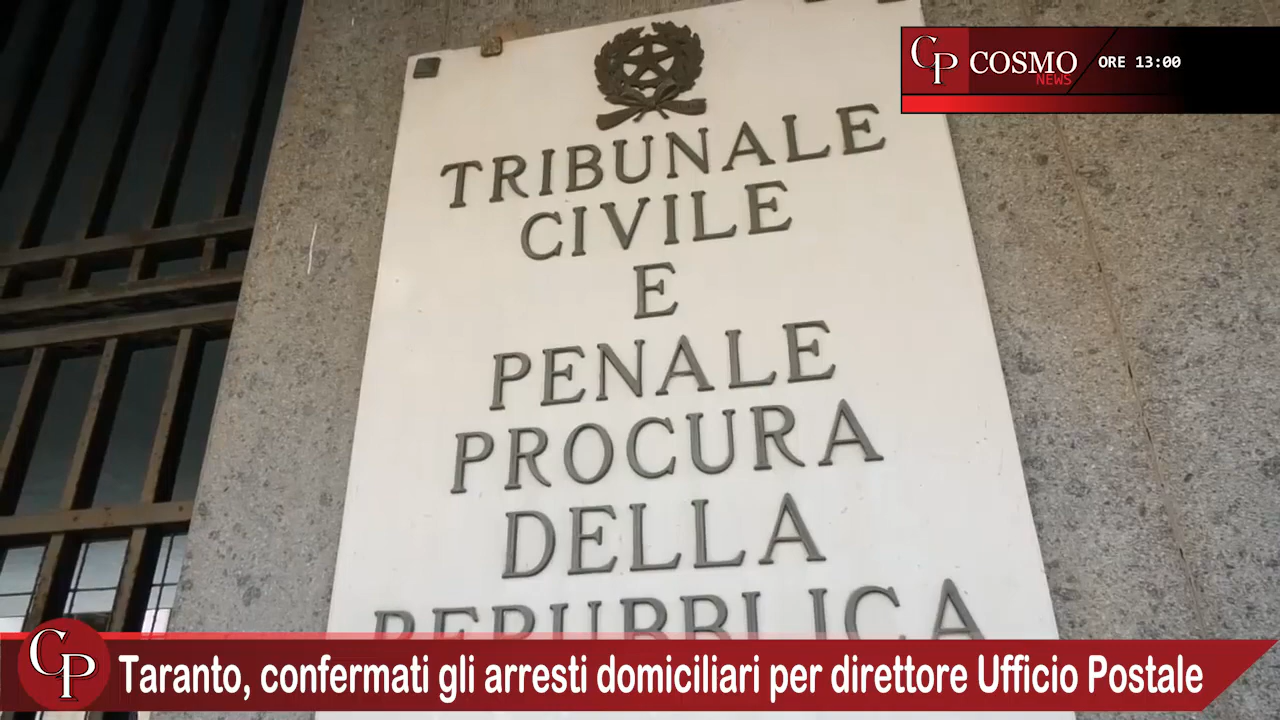 CP COSMO NEWS ORE 13:00
TRIBUNALE
CIVILE
E
PENALE
PROCURA
DELLA
REPUBBLICA
CP Taranto, confermati gli arresti domiciliari per direttore Ufficio Postale